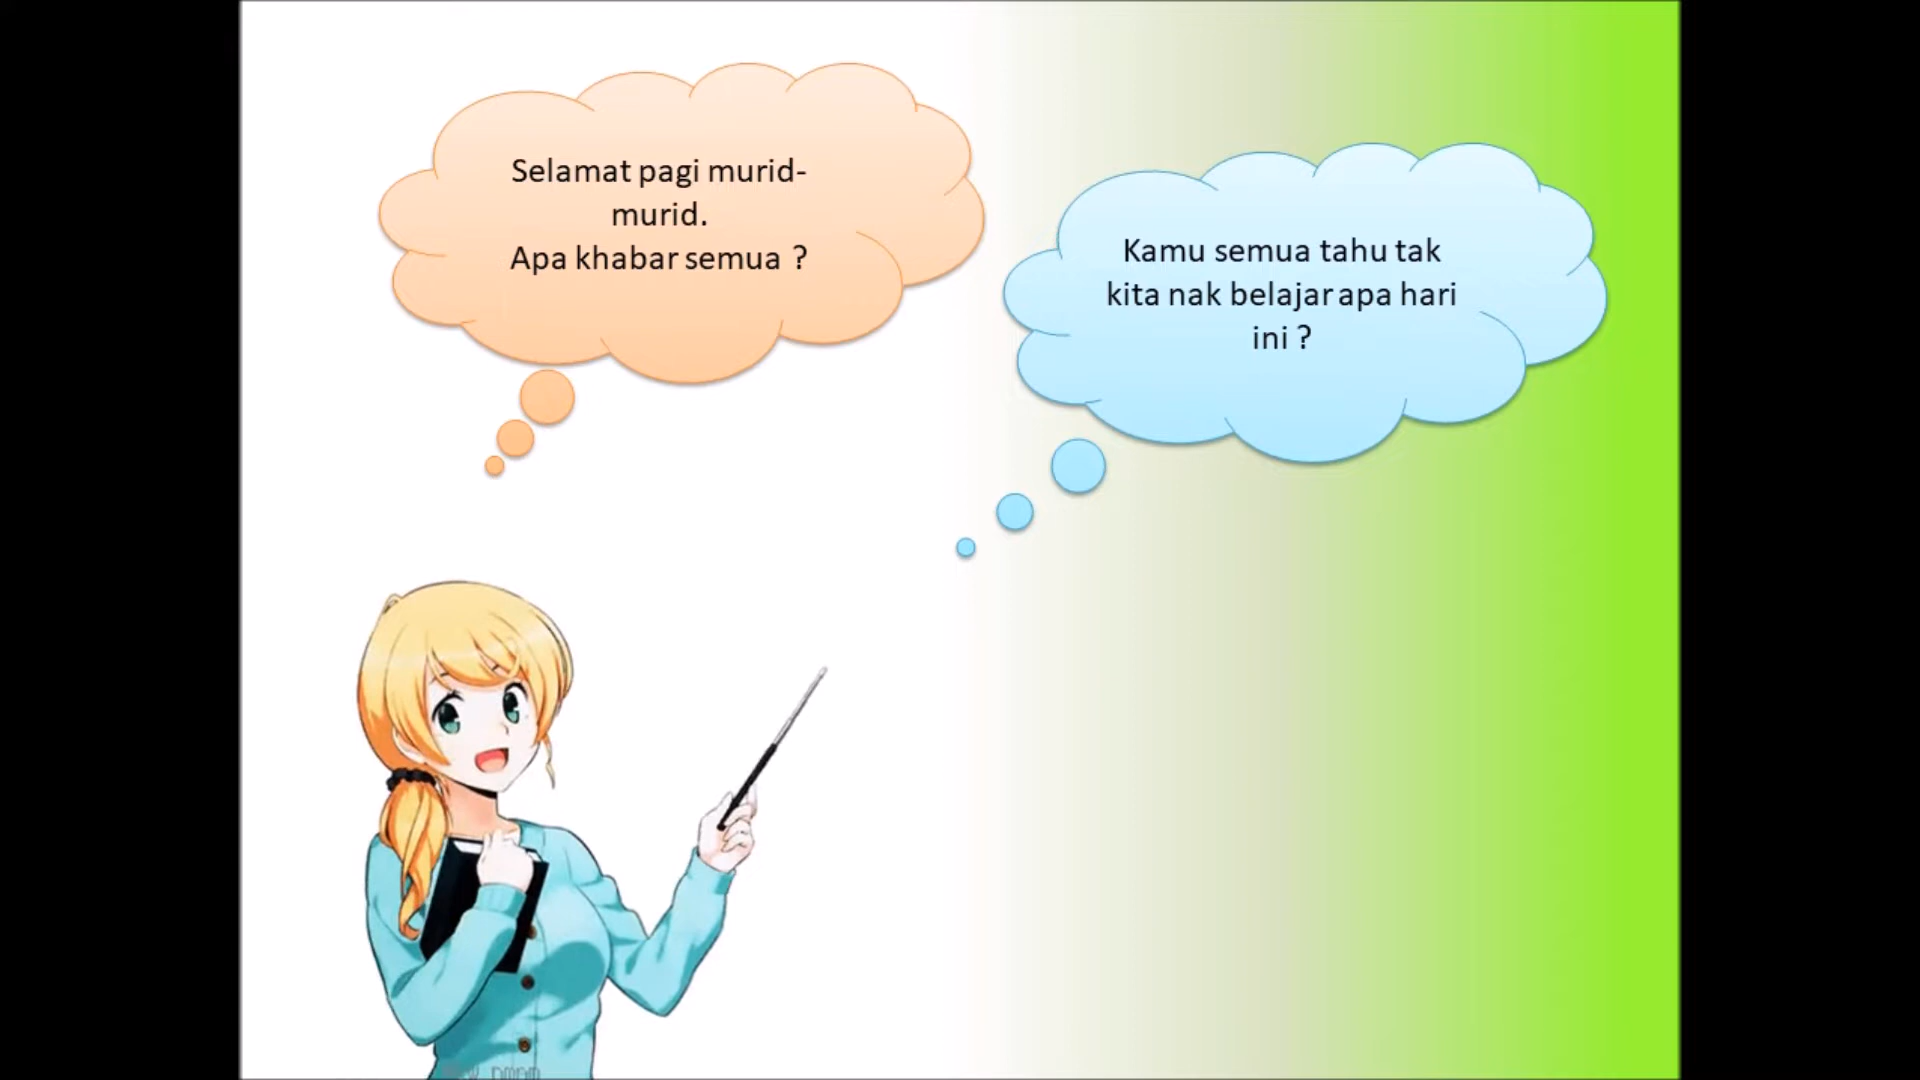 Selamat pagi murid-
murid.
Apa khabar semua ?
Kamu semua tahu tak
kita nak belajar apa hari
ini ?